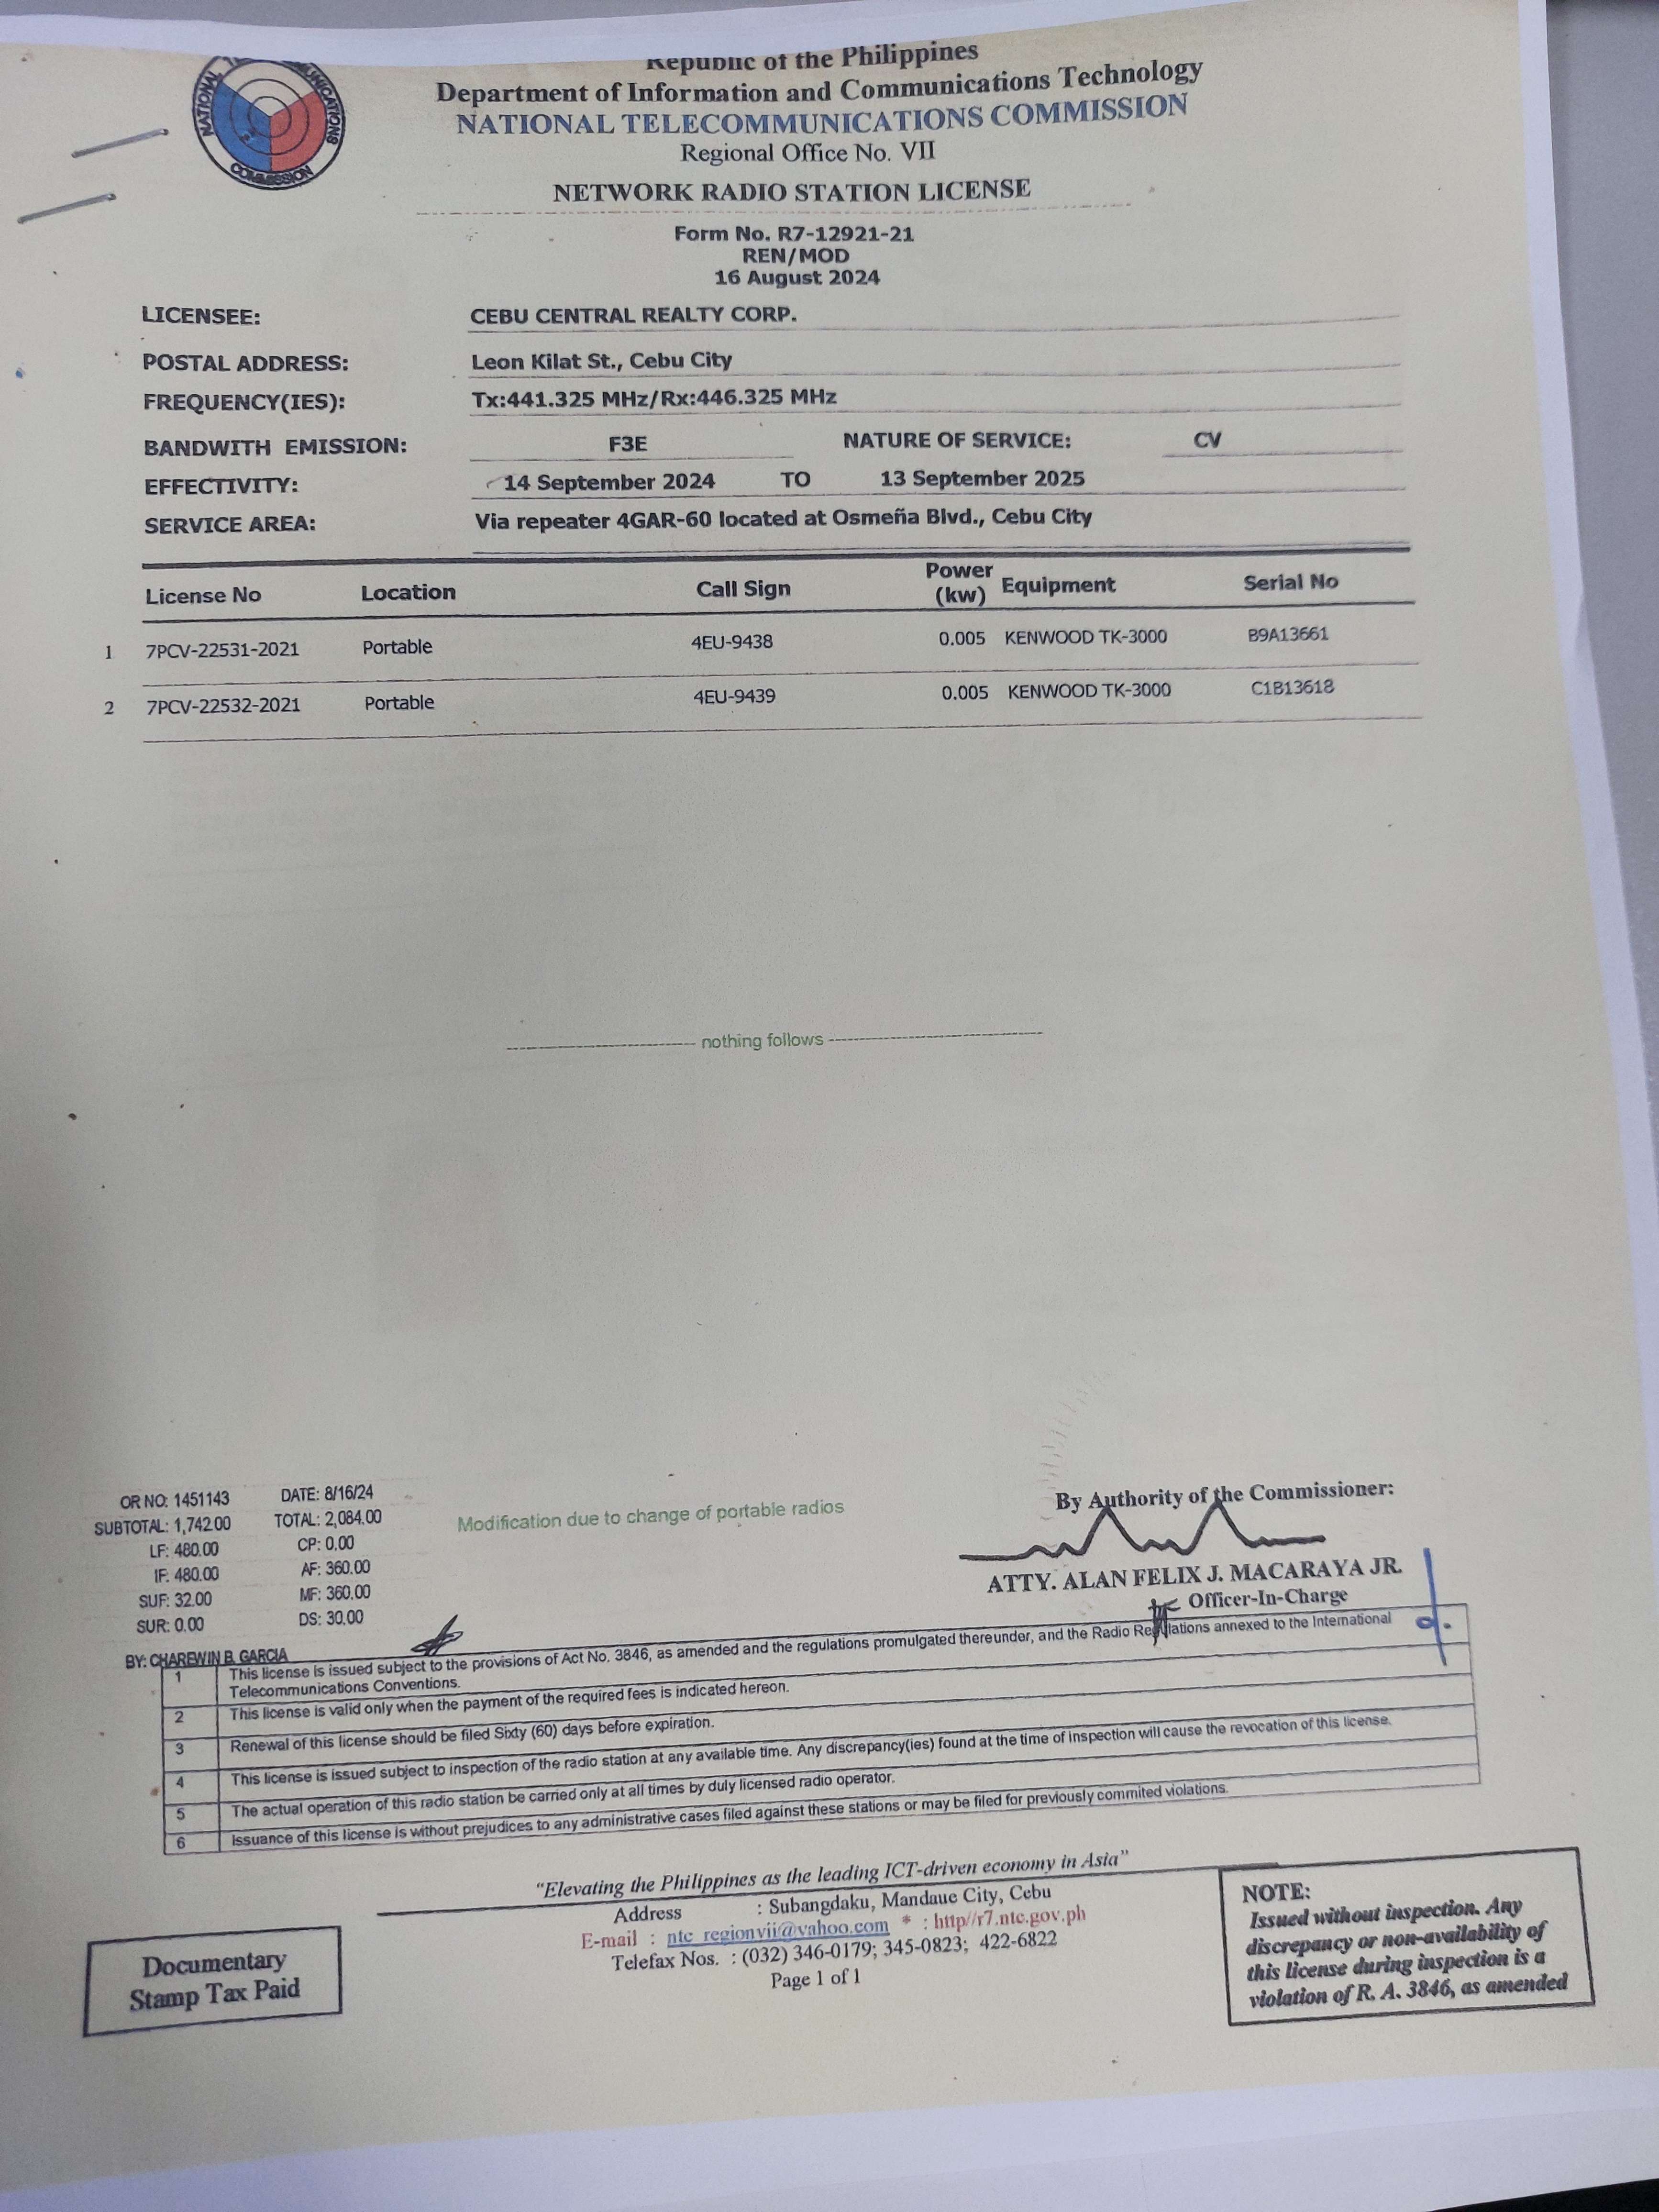 Republic of the Philippines
Department of Information and Communications Technology
NATIONAL TELECOMMUNICATIONS COMMISSION
Regional Office No. VII
NETWORK RADIO STATION LICENSE
Form No. R7-12921-21
REN/MOD
16 August 2024
LICENSEE: CEBU CENTRAL REALTY CORP.
POSTAL ADDRESS: Leon Kilat St., Cebu City
FREQUENCY(IES): Tx:441.325 MHz/Rx:446.325 MHz
BANDWITH EMISSION: F3E NATURE OF SERVICE: CV
EFFECTIVITY: 14 September 2024 TO 13 September 2025
SERVICE AREA: Via repeater 4GAR-60 located at Osmeña Blvd., Cebu City
License No Location Call Sign Power (kw) Equipment Serial No
1 7PCV-22531-2021 Portable 4EU-9438 0.005 KENWOOD TK-3000 B9A13661
2 7PCV-22532-2021 Portable 4EU-9439 0.005 KENWOOD TK-3000 C1B13618
nothing follows
OR NO: 1451143 DATE: 8/16/24
SUBTOTAL: 1,742.00 TOTAL: 2,084.00
LF: 480.00 CP: 0.00
IF: 480.00 AF: 360.00
SUF: 32.00 MF: 360.00
SUR: 0.00 DS: 30.00
BY: CHAREWIN B. GARCIA
Modification due to change of portable radios
By Authority of the Commissioner:
ATTY. ALAN FELIX J. MACARAYA JR.
Officer-In-Charge
1 This license is issued subject to the provisions of Act No. 3846, as amended and the regulations promulgated thereunder, and the Radio Regulations annexed to the International
Telecommunications Conventions.
2 This license is valid only when the payment of the required fees is indicated hereon.
3 Renewal of this license should be filed Sixty (60) days before expiration.
4 This license is issued subject to inspection of the radio station at any available time. Any discrepancy(ies) found at the time of inspection will cause the revocation of this license.
5 The actual operation of this radio station be carried only at all times by duly licensed radio operator.
6 Issuance of this license is without prejudices to any administrative cases filed against these stations or may be filed for previously commited violations.
"Elevating the Philippines as the leading ICT-driven economy in Asia"
Address : Subangdaku, Mandaue City, Cebu
E-mail : ntc_regionvii@yahoo.com * : http//r7.ntc.gov.ph
Telefax Nos. : (032) 346-0179; 345-0823; 422-6822
Page 1 of 1
Documentary
Stamp Tax Paid
NOTE:
Issued without inspection. Any
discrepancy or non-availability of
this license during inspection is a
violation of R. A. 3846, as amended